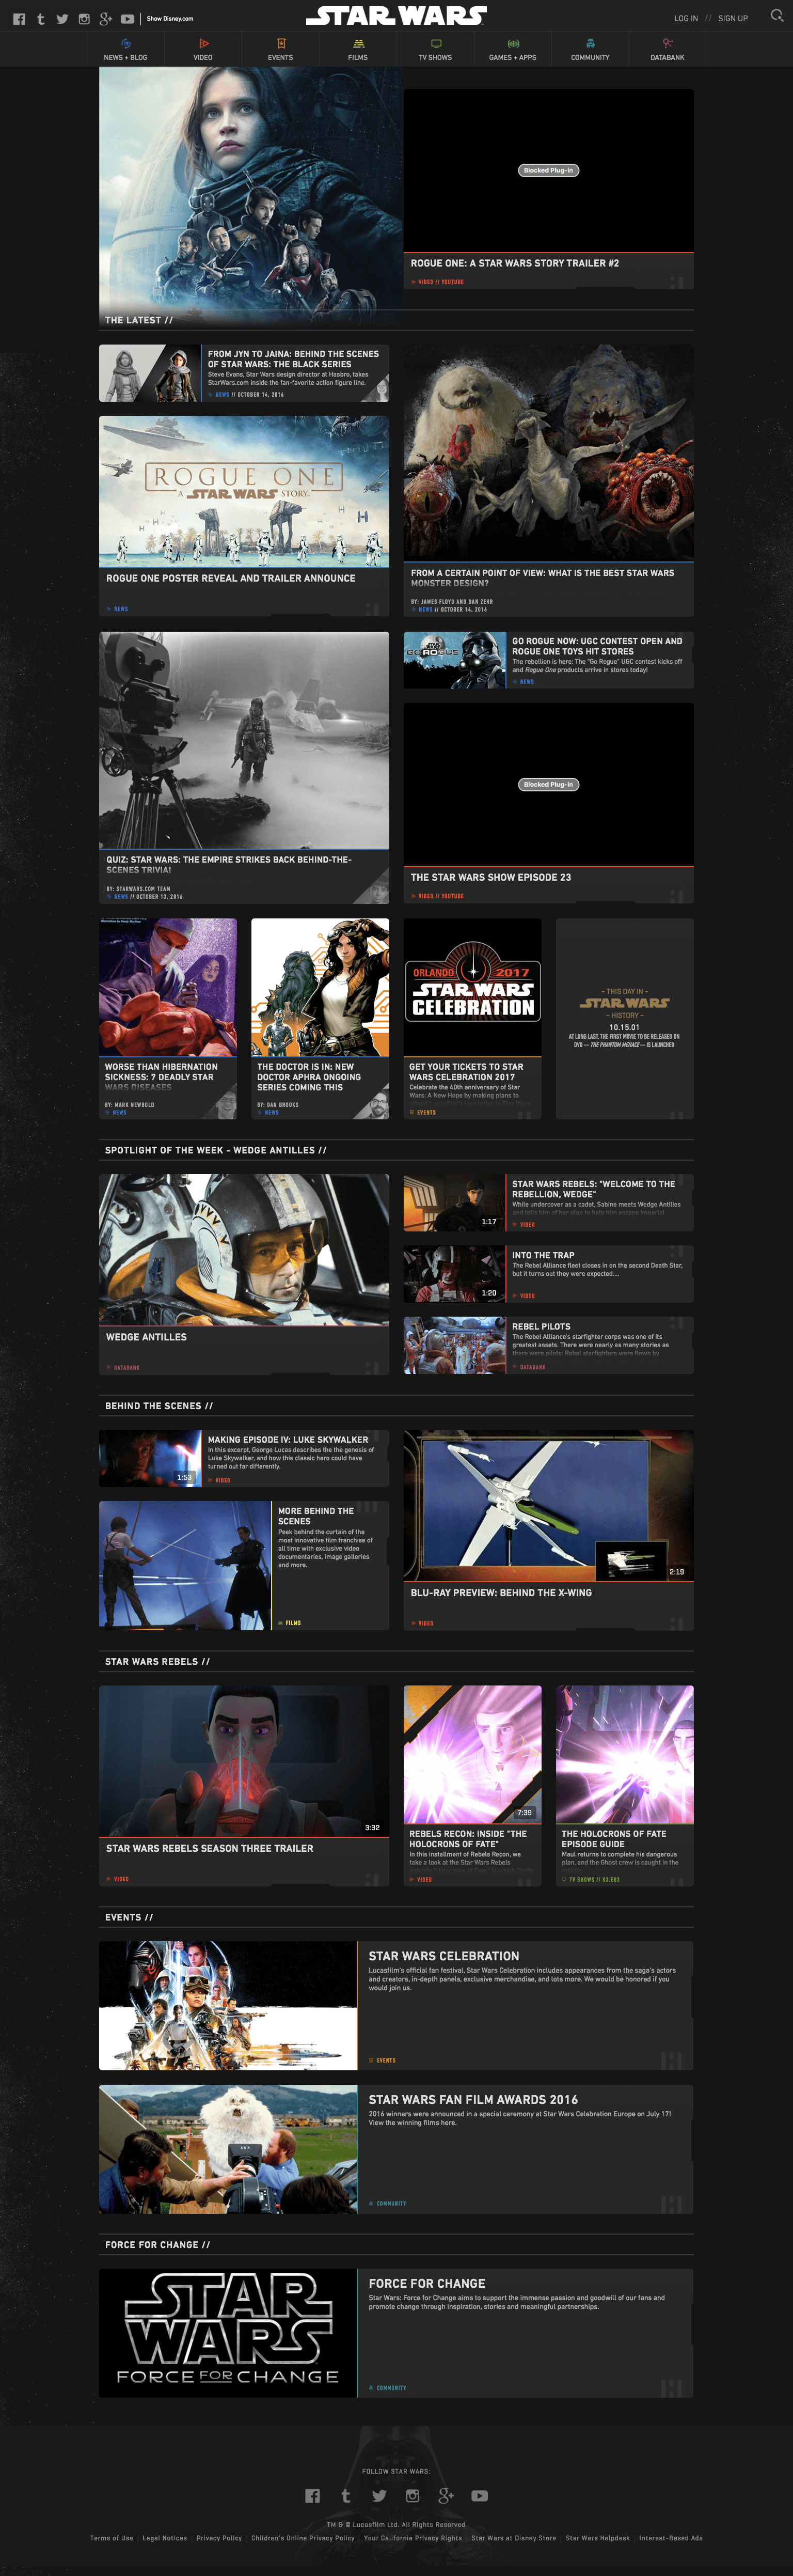 Show Disney.com
STAR WARS
LOG IN // SIGN UP
NEWS + BLOG
VIDEO
EVENTS
FILMS
TV SHOWS
GAMES + APPS
COMMUNITY
DATABANK
Blocked Plug-in
ROGUE ONE: A STAR WARS STORY TRAILER #2
VIDEO // YOUTUBE
THE LATEST //
FROM JYN TO JAINA: BEHIND THE SCENES
OF STAR WARS: THE BLACK SERIES
Steve Evans, Star Wars design director at Hasbro, takes
StarWars.com inside the fan-favorite action figure line.
NEWS // OCTOBER 14, 2016
ROGUE ONE
A STAR WARS STORY
ROGUE ONE POSTER REVEAL AND TRAILER ANNOUNCE
NEWS
FROM A CERTAIN POINT OF VIEW: WHAT IS THE BEST STAR WARS
MONSTER DESIGN?
BY: JAMES FLOYD AND DAN ZEHR
NEWS // OCTOBER 14, 2016
GO ROGUE
GO ROGUE NOW: UGC CONTEST OPEN AND
ROGUE ONE TOYS HIT STORES
The rebellion is here: The "Go Rogue" UGC contest kicks off
and Rogue One products arrive in stores today!
NEWS
QUIZ: STAR WARS: THE EMPIRE STRIKES BACK BEHIND-THE-
SCENES TRIVIA!
BY: STARWARS.COM TEAM
NEWS // OCTOBER 13, 2016
Blocked Plug-in
THE STAR WARS SHOW EPISODE 23
VIDEO // YOUTUBE
WORSE THAN HIBERNATION
SICKNESS: 7 DEADLY STAR
WARS DISEASES
BY: MARK NEWBOLD
NEWS
THE DOCTOR IS IN: NEW
DOCTOR APHRA ONGOING
SERIES COMING THIS
BY: DAN BROOKS
NEWS
ORLANDO 2017
STAR WARS
CELEBRATION
GET YOUR TICKETS TO STAR
WARS CELEBRATION 2017
Celebrate the 40th anniversary of Star
Wars: A New Hope by making plans to
EVENTS
– THIS DAY IN –
STAR WARS
– HISTORY –
10.15.01
AT LONG LAST, THE FIRST MOVIE TO BE RELEASED ON
DVD — THE PHANTOM MENACE — IS LAUNCHED
SPOTLIGHT OF THE WEEK - WEDGE ANTILLES //
WEDGE ANTILLES
DATABANK
1:17
STAR WARS REBELS: "WELCOME TO THE
REBELLION, WEDGE"
While undercover as a cadet, Sabine meets Wedge Antilles
and tells him of her plan to help him escape Imperial
VIDEO
1:20
INTO THE TRAP
The Rebel Alliance fleet closes in on the second Death Star,
but it turns out they were expected....
VIDEO
REBEL PILOTS
The Rebel Alliance's starfighter corps was one of its
greatest assets. There were nearly as many stories as
there were pilots; Rebel starfighters were flown by
DATABANK
BEHIND THE SCENES //
1:53
MAKING EPISODE IV: LUKE SKYWALKER
In this excerpt, George Lucas describes the the genesis of
Luke Skywalker, and how this classic hero could have
turned out far differently.
VIDEO
MORE BEHIND THE
SCENES
Peek behind the curtain of the
most innovative film franchise of
all time with exclusive video
documentaries, image galleries
and more.
FILMS
2:19
BLU-RAY PREVIEW: BEHIND THE X-WING
VIDEO
STAR WARS REBELS //
3:32
STAR WARS REBELS SEASON THREE TRAILER
VIDEO
7:39
REBELS RECON: INSIDE "THE
HOLOCRONS OF FATE"
In this installment of Rebels Recon, we
take a look at the Star Wars Rebels
VIDEO
THE HOLOCRONS OF FATE
EPISODE GUIDE
Maul returns to complete his dangerous
plan, and the Ghost crew is caught in the
TV SHOWS // S3.E03
EVENTS //
STAR WARS CELEBRATION
Lucasfilm's official fan festival, Star Wars Celebration includes appearances from the saga's actors
and creators, in-depth panels, exclusive merchandise, and lots more. We would be honored if you
would join us.
EVENTS
STAR WARS FAN FILM AWARDS 2016
2016 winners were announced in a special ceremony at Star Wars Celebration Europe on July 17!
View the winning films here.
COMMUNITY
FORCE FOR CHANGE //
STAR
WARS
FORCE FOR CHANGE
FORCE FOR CHANGE
Star Wars: Force for Change aims to support the immense passion and goodwill of our fans and
promote change through inspiration, stories and meaningful partnerships.
COMMUNITY
FOLLOW STAR WARS:
TM & © Lucasfilm Ltd. All Rights Reserved
Terms of Use
Legal Notices
Privacy Policy
Children's Online Privacy Policy
Your California Privacy Rights
Star Wars at Disney Store
Star Wars Helpdesk
Interest-Based Ads